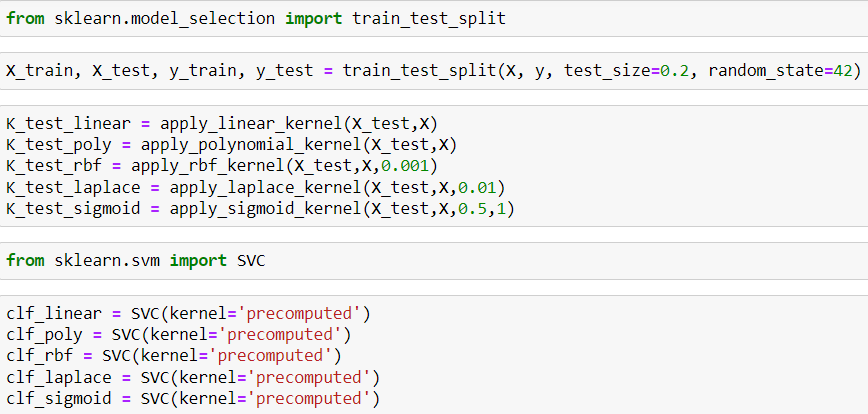 from sklearn.model_selection import train_test_split
X_train, X_test, y_train, y_test = train_test_split(X, y, test_size=0.2, random_state=42)
K_test_linear = apply_linear_kernel(X_test,X)
K_test_poly = apply_polynomial_kernel(X_test,X)
K_test_rbf = apply_rbf_kernel(X_test,X,0.001)
K_test_laplace = apply_laplace_kernel(X_test,X,0.01)
K_test_sigmoid = apply_sigmoid_kernel(X_test,X,0.5,1)
from sklearn.svm import SVC
clf_linear = SVC(kernel='precomputed')
clf_poly = SVC(kernel='precomputed')
clf_rbf = SVC(kernel='precomputed')
clf_laplace = SVC(kernel='precomputed')
clf_sigmoid = SVC(kernel='precomputed')